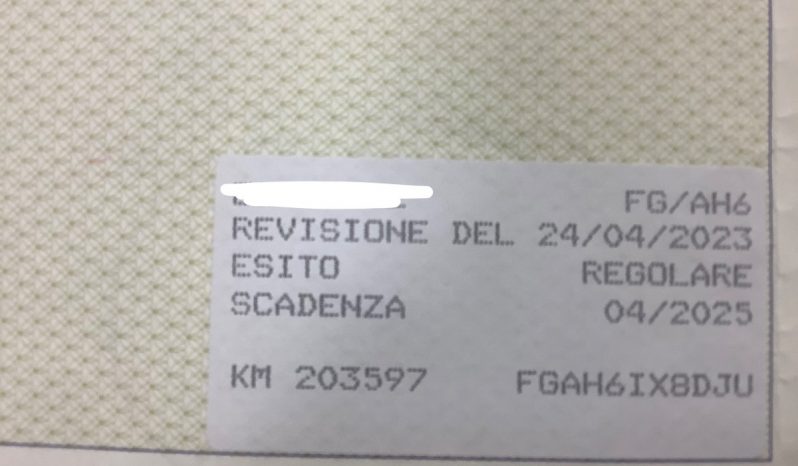 FG/AH6
REVISIONE DEL 24/04/2023
ESITO REGOLARE
SCADENZA 04/2025
KM 203597 FGAH6IX8DJU